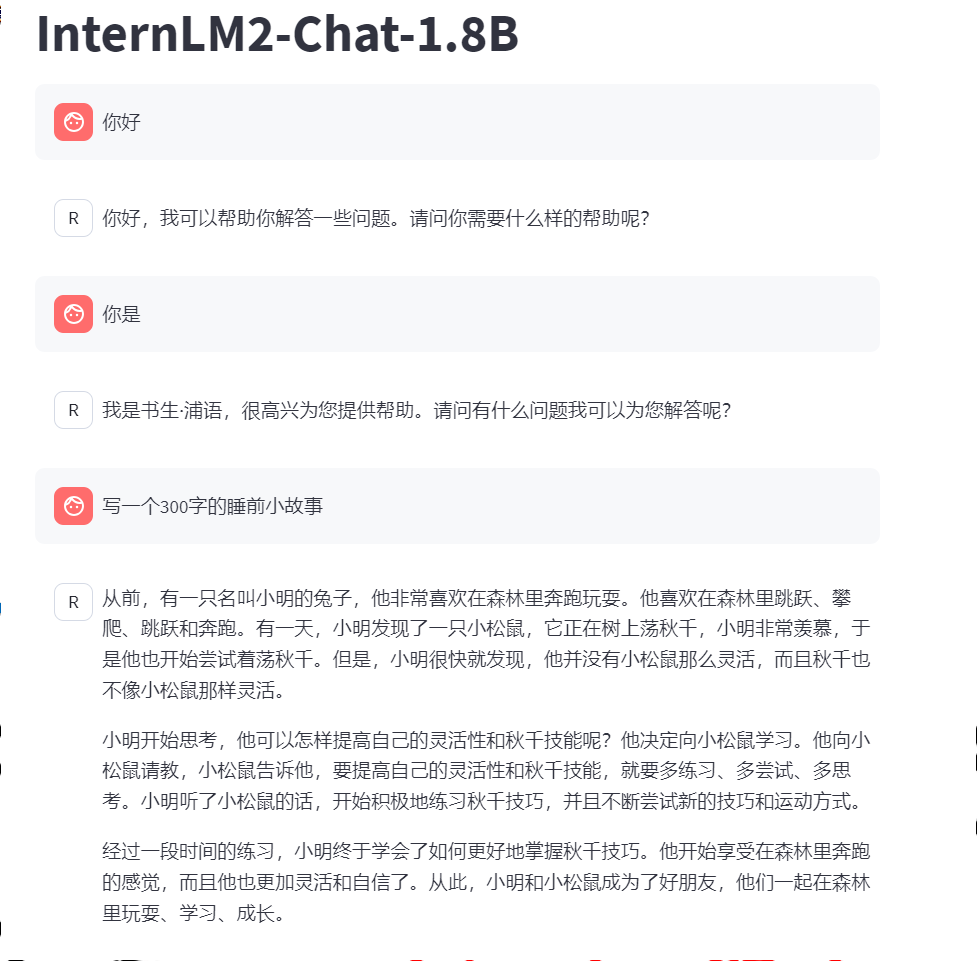 InternLM2-Chat-1.8B
你好
R
你好，我可以帮助你解答一些问题。请问你需要什么样的帮助呢？
你是
R
我是书生·浦语，很高兴为您提供帮助。请问有什么问题我可以为您解答呢？
写一个300字的睡前小故事
R
从前，有一只名叫小明的兔子，他非常喜欢在森林里奔跑玩耍。他喜欢在森林里跳跃、攀
爬、跳跃和奔跑。有一天，小明发现了一只小松鼠，它正在树上荡秋千，小明非常羡慕，于
是他也开始尝试着荡秋千。但是，小明很快就发现，他并没有小松鼠那么灵活，而且秋千也
不像小松鼠那样灵活。
小明开始思考，他可以怎样提高自己的灵活性和秋千技能呢？他决定向小松鼠学习。他向小
松鼠请教，小松鼠告诉他，要提高自己的灵活性和秋千技能，就要多练习、多尝试、多思
考。小明听了小松鼠的话，开始积极地练习秋千技巧，并且不断尝试新的技巧和运动方式。
经过一段时间的练习，小明终于学会了如何更好地掌握秋千技巧。他开始享受在森林里奔跑
的感觉，而且他也更加灵活和自信了。从此，小明和小松鼠成为了好朋友，他们一起在森林
里玩耍、学习、成长。